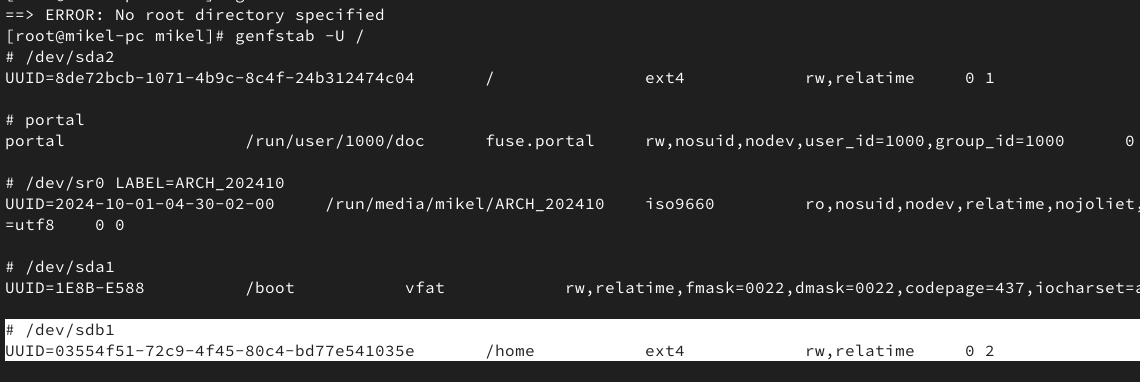 ==> ERROR: No root directory specified
[root@mikel-pc mikel]# genfstab -U /
# /dev/sda2
UUID=8de72bcb-1071-4b9c-8c4f-24b312474c04 / ext4 rw,relatime 0 1
# portal
portal /run/user/1000/doc fuse.portal rw,nosuid,nodev,user_id=1000,group_id=1000 0
# /dev/sr0 LABEL=ARCH_202410
UUID=2024-10-01-04-30-02-00 /run/media/mikel/ARCH_202410 iso9660 ro,nosuid,nodev,relatime,nojoliet,
=utf8 0 0
# /dev/sda1
UUID=1E8B-E588 /boot vfat rw,relatime,fmask=0022,dmask=0022,codepage=437,iocharset=a
# /dev/sdb1
UUID=03554f51-72c9-4f45-80c4-bd77e541035e /home ext4 rw,relatime 0 2